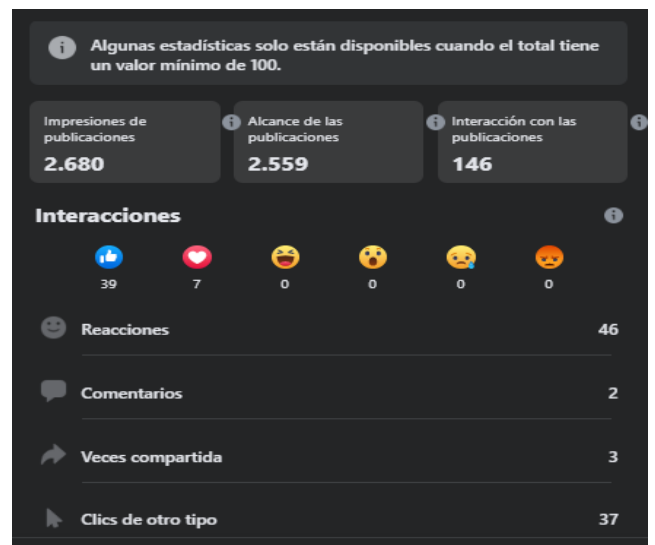 Algunas estadísticas solo están disponibles cuando el total tiene
un valor mínimo de 100.
Impresiones de
publicaciones
2.680
Alcance de las
publicaciones
2.559
Interacción con las
publicaciones
146
Interacciones
39 7 0 0 0 0
Reacciones 46
Comentarios 2
Veces compartida 3
Clics de otro tipo 37